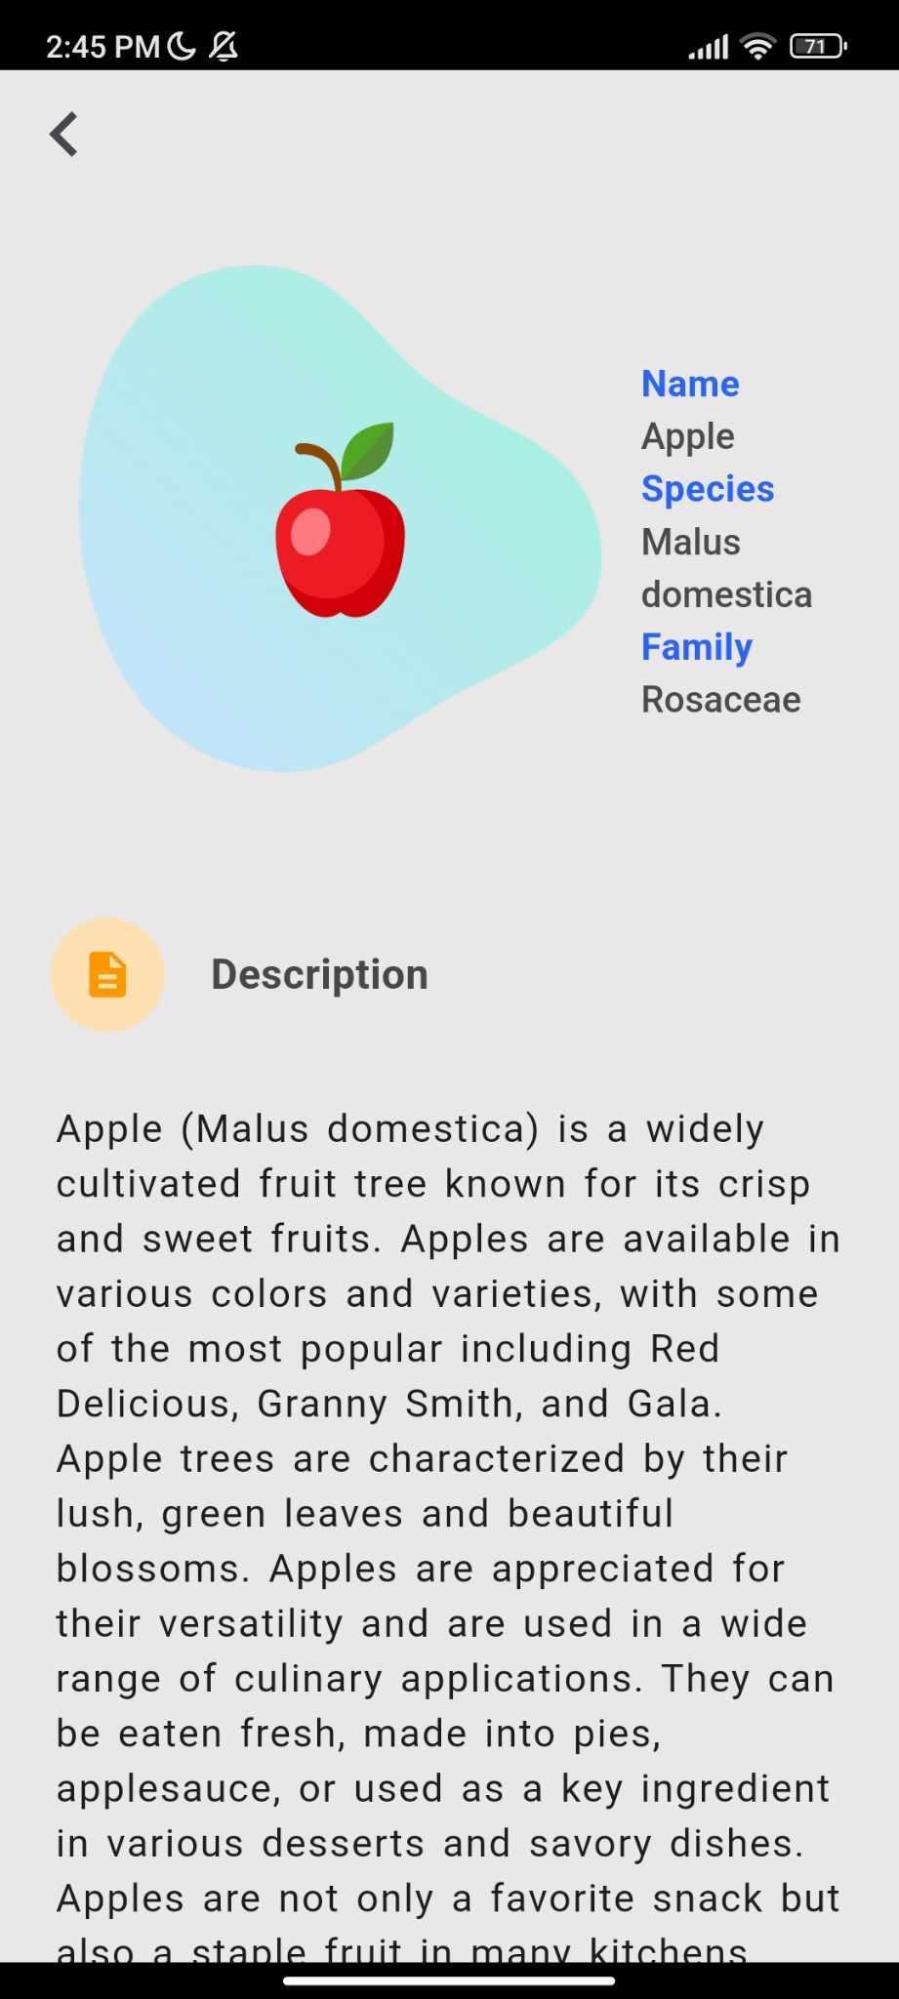 2:45 PM
71
Name
Apple
Species
Malus
domestica
Family
Rosaceae
Description
Apple (Malus domestica) is a widely
cultivated fruit tree known for its crisp
and sweet fruits. Apples are available in
various colors and varieties, with some
of the most popular including Red
Delicious, Granny Smith, and Gala.
Apple trees are characterized by their
lush, green leaves and beautiful
blossoms. Apples are appreciated for
their versatility and are used in a wide
range of culinary applications. They can
be eaten fresh, made into pies,
applesauce, or used as a key ingredient
in various desserts and savory dishes.
Apples are not only a favorite snack but
also a staple fruit in many kitchens